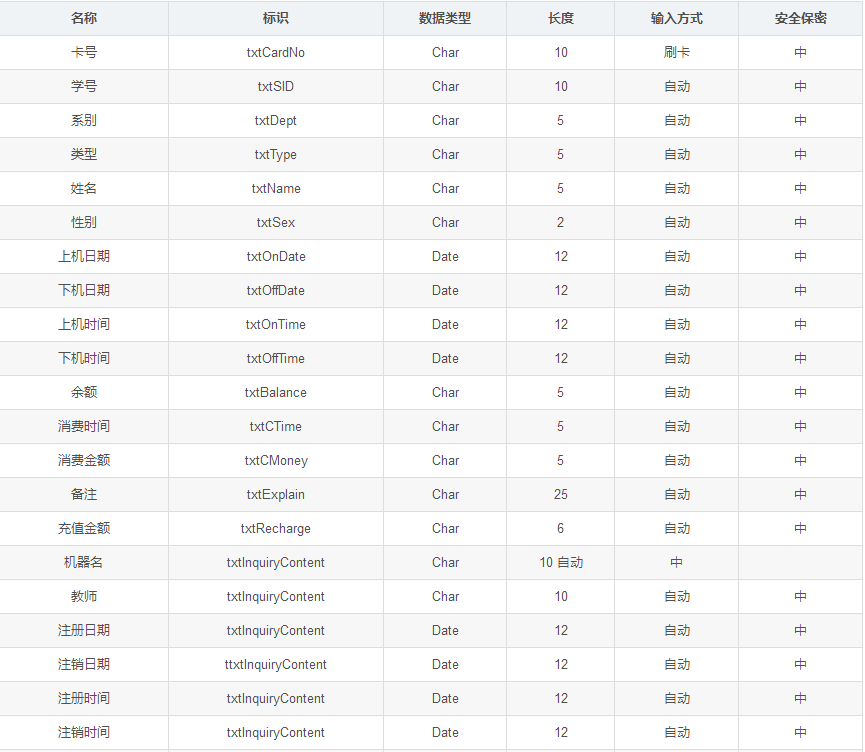 名称 标识 数据类型 长度 输入方式 安全保密
卡号 txtCardNo Char 10 刷卡 中
学号 txtSID Char 10 自动 中
系别 txtDept Char 5 自动 中
类型 txtType Char 5 自动 中
姓名 txtName Char 5 自动 中
性别 txtSex Char 2 自动 中
上机日期 txtOnDate Date 12 自动 中
下机日期 txtOffDate Date 12 自动 中
上机时间 txtOnTime Date 12 自动 中
下机时间 txtOffTime Date 12 自动 中
余额 txtBalance Char 5 自动 中
消费时间 txtCTime Char 5 自动 中
消费金额 txtCMoney Char 5 自动 中
备注 txtExplain Char 25 自动 中
充值金额 txtRecharge Char 6 自动 中
机器名 txtInquiryContent Char 10 自动 中
教师 txtInquiryContent Char 10 自动 中
注册日期 txtInquiryContent Date 12 自动 中
注销日期 ttxtInquiryContent Date 12 自动 中
注册时间 txtInquiryContent Date 12 自动 中
注销时间 txtInquiryContent Date 12 自动 中